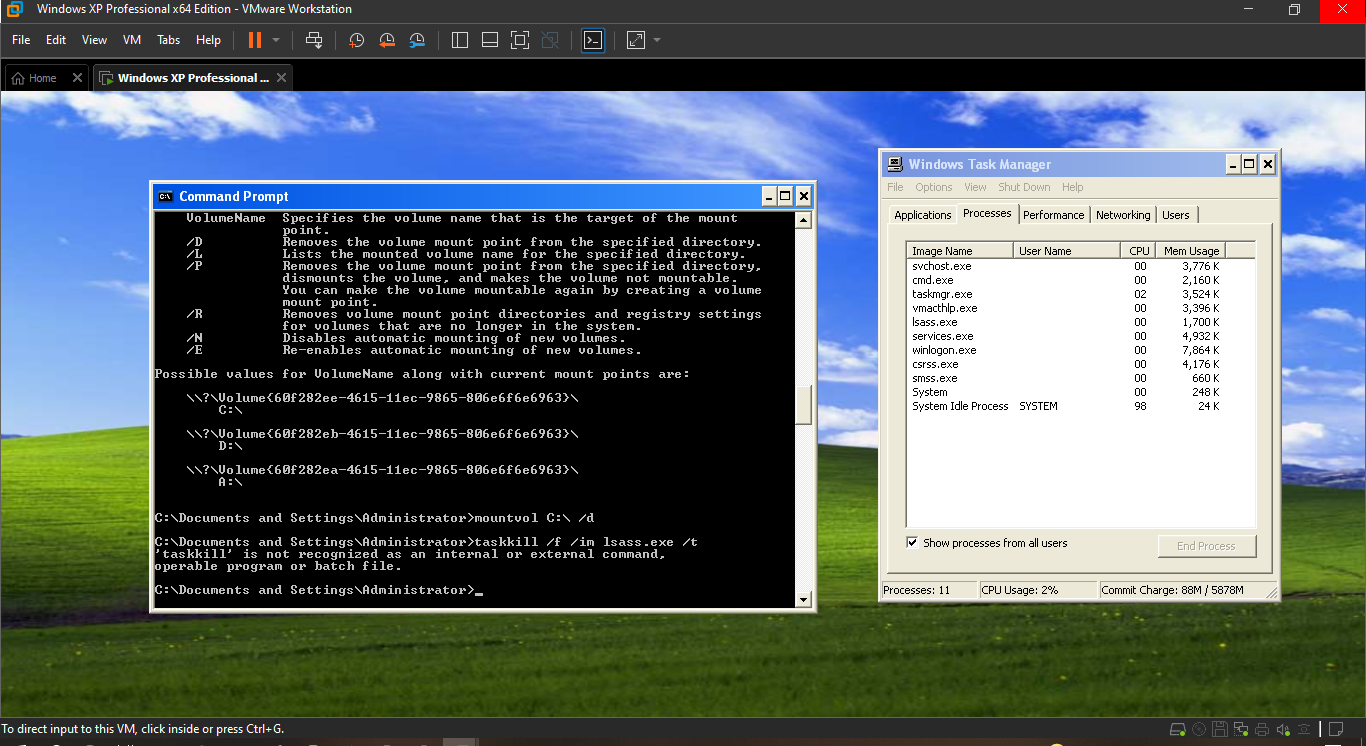 Windows XP Professional x64 Edition - VMware Workstation
File Edit View VM Tabs Help
Home
Windows XP Professional ...
Command Prompt
VolumeName Specifies the volume name that is the target of the mount
point.
/D Removes the volume mount point from the specified directory.
/L Lists the mounted volume name for the specified directory.
/P Removes the volume mount point from the specified directory,
dismounts the volume, and makes the volume not mountable.
You can make the volume mountable again by creating a volume
mount point.
/R Removes volume mount point directories and registry settings
for volumes that are no longer in the system.
/N Disables automatic mounting of new volumes.
/E Re-enables automatic mounting of new volumes.
Possible values for VolumeName along with current mount points are:
\\?\Volume{60f282ee-4615-11ec-9865-806e6f6e6963}\
C:\
\\?\Volume{60f282eb-4615-11ec-9865-806e6f6e6963}\
D:\
\\?\Volume{60f282ea-4615-11ec-9865-806e6f6e6963}\
A:\
C:\Documents and Settings\Administrator>mountvol C:\ /d
C:\Documents and Settings\Administrator>taskkill /f /im lsass.exe /t
'taskkill' is not recognized as an internal or external command,
operable program or batch file.
C:\Documents and Settings\Administrator>_
Windows Task Manager
File Options View Shut Down Help
Applications Processes Performance Networking Users
Image Name User Name CPU Mem Usage
svchost.exe 00 3,776 K
cmd.exe 00 2,160 K
taskmgr.exe 02 3,524 K
vmacthlp.exe 00 3,396 K
lsass.exe 00 1,700 K
services.exe 00 4,932 K
winlogon.exe 00 7,864 K
csrss.exe 00 4,176 K
smss.exe 00 660 K
System 00 248 K
System Idle Process SYSTEM 98 24 K
Show processes from all users
End Process
Processes: 11 CPU Usage: 2% Commit Charge: 88M / 5878M
To direct input to this VM, click inside or press Ctrl+G.